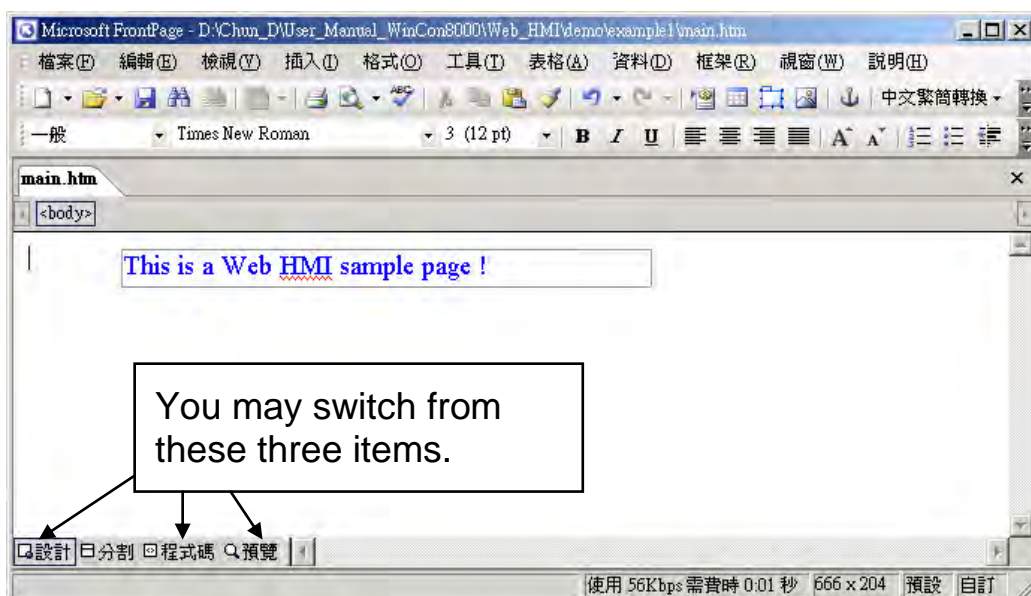 Microsoft FrontPage - D:\Chun_D\User_Manual_WinCon8000\Web_HMI\demo\example1\main.htm
檔案(F) 編輯(E) 檢視(V) 插入(I) 格式(O) 工具(T) 表格(A) 資料(D) 框架(R) 視窗(W) 說明(H)
ABC 中文繁簡轉換
一般 Times New Roman 3 (12 pt) B I U A A
main.htm
<body>
This is a Web HMI sample page !
You may switch from
these three items.
設計 分割 程式碼 預覽
使用 56Kbps 需費時 0:01 秒 666 x 204 預設 自訂